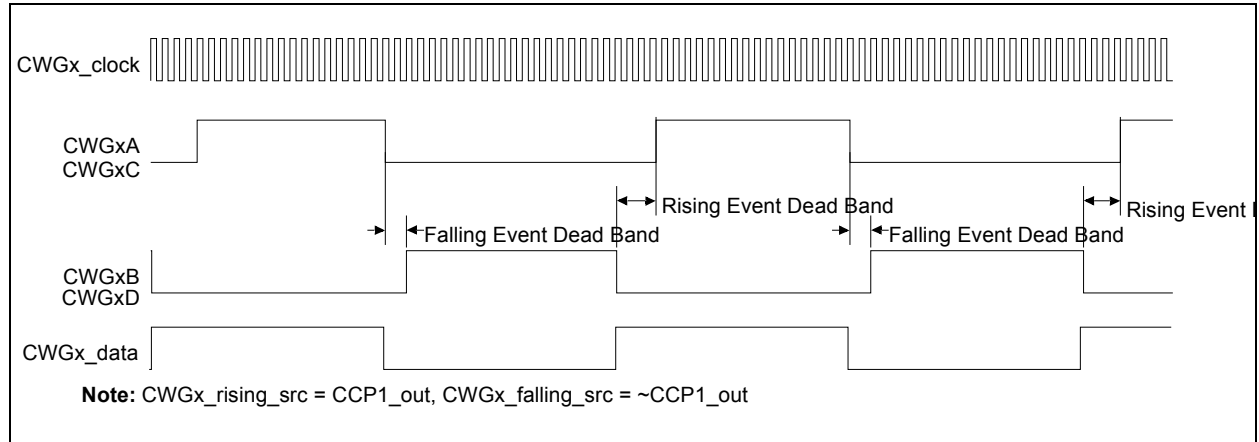 CWGx_clock
CWGxA
CWGxC
Rising Event Dead Band
Rising Event
Falling Event Dead Band
Falling Event Dead Band
CWGxB
CWGxD
CWGx_data
Note: CWGx_rising_src = CCP1_out, CWGx_falling_src = ~CCP1_out